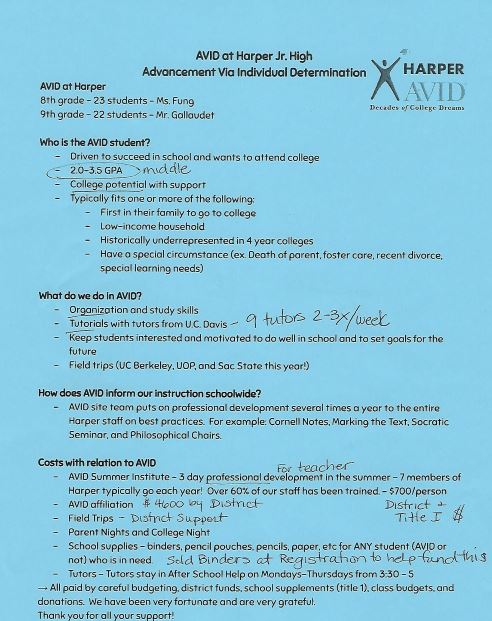 AVID at Harper Jr. High
Advancement Via Individual Determination
HARPER
AVID
Decades of College Dreams
AVID at Harper
8th grade – 23 students – Ms. Fung
9th grade – 22 students – Mr. Gallaudet
Who is the AVID student?
– Driven to succeed in school and wants to attend college
– 2.0-3.5 GPA middle
– College potential with support
– Typically fits one or more of the following:
– First in their family to go to college
– Low-income household
– Historically underrepresented in 4 year colleges
– Have a special circumstance (ex. Death of parent, foster care, recent divorce,
special learning needs)
What do we do in AVID?
– Organization and study skills
– Tutorials with tutors from U.C. Davis – 9 tutors 2-3x/week
– Keep students interested and motivated to do well in school and to set goals for the
future
– Field trips (UC Berkeley, UOP, and Sac State this year!)
How does AVID inform our instruction schoolwide?
– AVID site team puts on professional development several times a year to the entire
Harper staff on best practices. For example: Cornell Notes, Marking the Text, Socratic
Seminar, and Philosophical Chairs.
Costs with relation to AVID
For teacher
– AVID Summer Institute – 3 day professional development in the summer – 7 members of
Harper typically go each year! Over 60% of our staff has been trained. – $700/person
– AVID affiliation $4600 by District
District +
– Field Trips – District Support
Title I $
– Parent Nights and College Night
– School supplies – binders, pencil pouches, pencils, paper, etc for ANY student (AVID or
not) who is in need. Sold Binders at Registration to help fund this
– Tutors – Tutors stay in After School Help on Mondays-Thursdays from 3:30 – 5
→ All paid by careful budgeting, district funds, school supplements (title 1), class budgets, and
donations. We have been very fortunate and are very grateful.
Thank you for all your support!